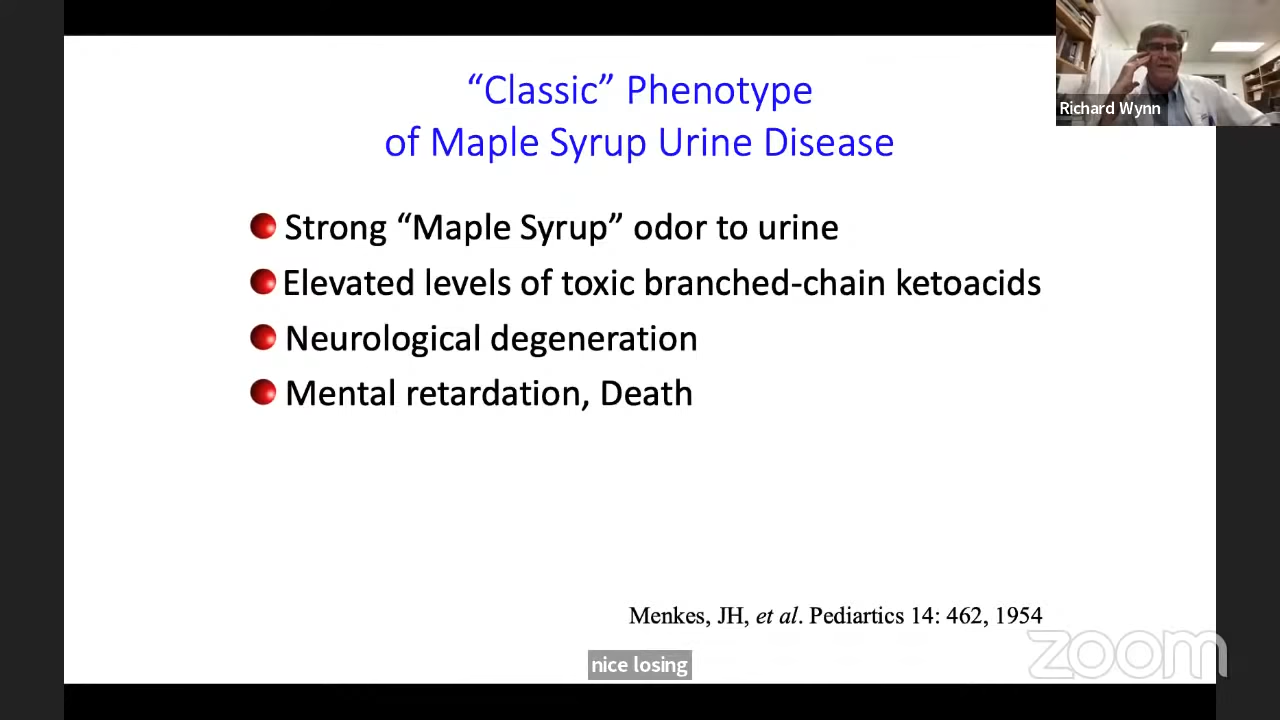 “Classic” Phenotype
of Maple Syrup Urine Disease
Richard Wynn
Strong “Maple Syrup” odor to urine
Elevated levels of toxic branched-chain ketoacids
Neurological degeneration
Mental retardation, Death
Menkes, JH, et al. Pediartics 14: 462, 1954
zoom
nice losing